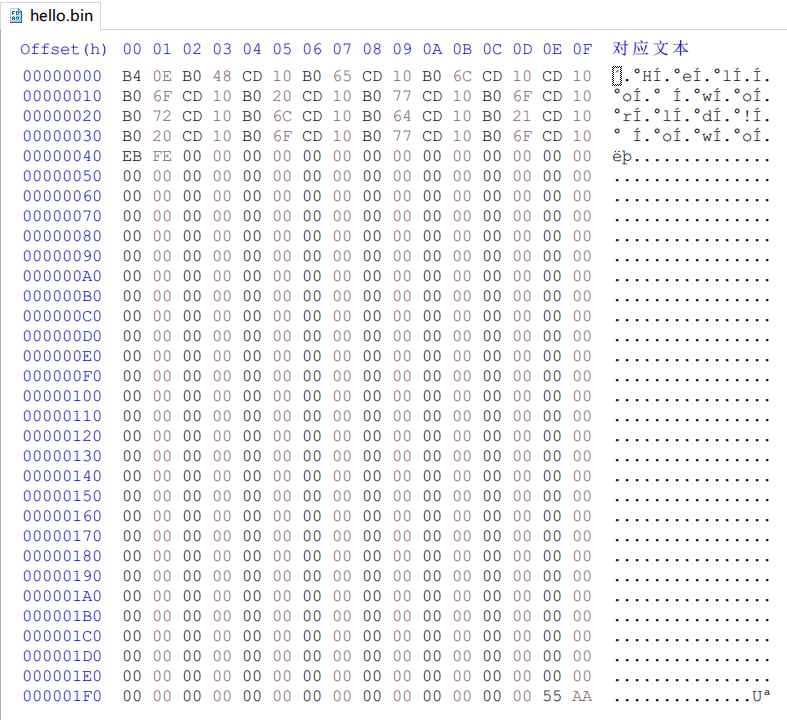 hello.bin
Offset(h) 00 01 02 03 04 05 06 07 08 09 0A 0B 0C 0D 0E 0F 对应文本
00000000 B4 0E B0 48 CD 10 B0 65 CD 10 B0 6C CD 10 CD 10 ´.°HÍ.°eÍ.°lÍ.Í.
00000010 B0 6F CD 10 B0 20 CD 10 B0 77 CD 10 B0 6F CD 10 °oÍ.° Í.°wÍ.°oÍ.
00000020 B0 72 CD 10 B0 6C CD 10 B0 64 CD 10 B0 21 CD 10 °rÍ.°lÍ.°dÍ.°!Í.
00000030 B0 20 CD 10 B0 6F CD 10 B0 77 CD 10 B0 6F CD 10 ° Í.°oÍ.°wÍ.°oÍ.
00000040 EB FE 00 00 00 00 00 00 00 00 00 00 00 00 00 00 ëþ..............
00000050 00 00 00 00 00 00 00 00 00 00 00 00 00 00 00 00 ................
00000060 00 00 00 00 00 00 00 00 00 00 00 00 00 00 00 00 ................
00000070 00 00 00 00 00 00 00 00 00 00 00 00 00 00 00 00 ................
00000080 00 00 00 00 00 00 00 00 00 00 00 00 00 00 00 00 ................
00000090 00 00 00 00 00 00 00 00 00 00 00 00 00 00 00 00 ................
000000A0 00 00 00 00 00 00 00 00 00 00 00 00 00 00 00 00 ................
000000B0 00 00 00 00 00 00 00 00 00 00 00 00 00 00 00 00 ................
000000C0 00 00 00 00 00 00 00 00 00 00 00 00 00 00 00 00 ................
000000D0 00 00 00 00 00 00 00 00 00 00 00 00 00 00 00 00 ................
000000E0 00 00 00 00 00 00 00 00 00 00 00 00 00 00 00 00 ................
000000F0 00 00 00 00 00 00 00 00 00 00 00 00 00 00 00 00 ................
00000100 00 00 00 00 00 00 00 00 00 00 00 00 00 00 00 00 ................
00000110 00 00 00 00 00 00 00 00 00 00 00 00 00 00 00 00 ................
00000120 00 00 00 00 00 00 00 00 00 00 00 00 00 00 00 00 ................
00000130 00 00 00 00 00 00 00 00 00 00 00 00 00 00 00 00 ................
00000140 00 00 00 00 00 00 00 00 00 00 00 00 00 00 00 00 ................
00000150 00 00 00 00 00 00 00 00 00 00 00 00 00 00 00 00 ................
00000160 00 00 00 00 00 00 00 00 00 00 00 00 00 00 00 00 ................
00000170 00 00 00 00 00 00 00 00 00 00 00 00 00 00 00 00 ................
00000180 00 00 00 00 00 00 00 00 00 00 00 00 00 00 00 00 ................
00000190 00 00 00 00 00 00 00 00 00 00 00 00 00 00 00 00 ................
000001A0 00 00 00 00 00 00 00 00 00 00 00 00 00 00 00 00 ................
000001B0 00 00 00 00 00 00 00 00 00 00 00 00 00 00 00 00 ................
000001C0 00 00 00 00 00 00 00 00 00 00 00 00 00 00 00 00 ................
000001D0 00 00 00 00 00 00 00 00 00 00 00 00 00 00 00 00 ................
000001E0 00 00 00 00 00 00 00 00 00 00 00 00 00 00 00 00 ................
000001F0 00 00 00 00 00 00 00 00 00 00 00 00 00 00 55 AA ..............Uª